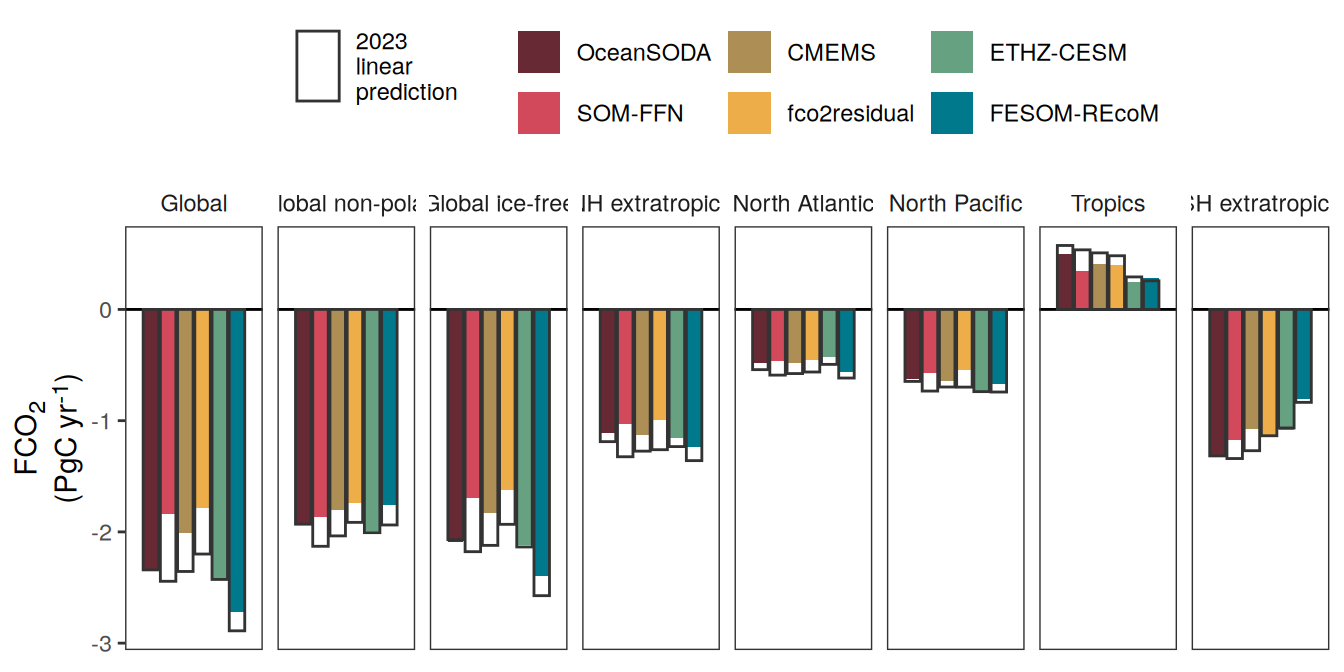 2023
linear
prediction
OceanSODA
CMEMS
ETHZ-CESM
SOM-FFN
fco2residual
FESOM-REcoM
Global
lobal non-pola
Global ice-free
IH extratropic
North Atlantic
North Pacific
Tropics
SH extratropic
FCO₂
(PgC yr⁻¹)
0
-1
-2
-3